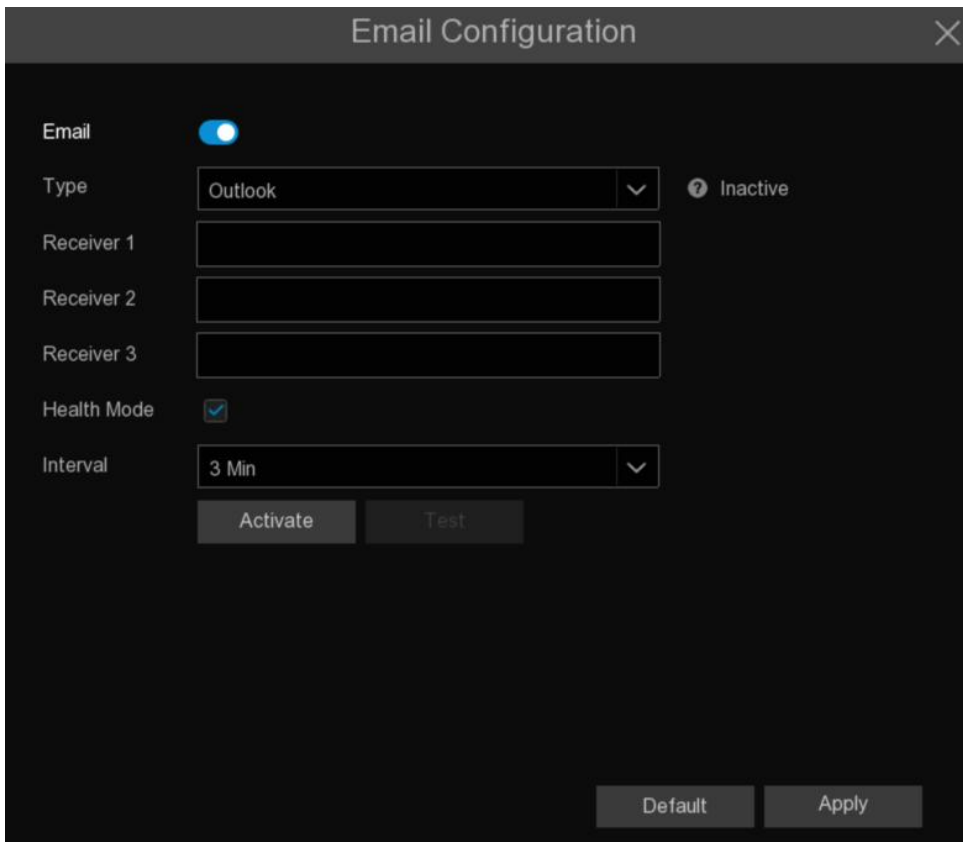 Email Configuration
Email
Type Outlook ? Inactive
Receiver 1
Receiver 2
Receiver 3
Health Mode
Interval 3 Min
Activate Test
Default Apply